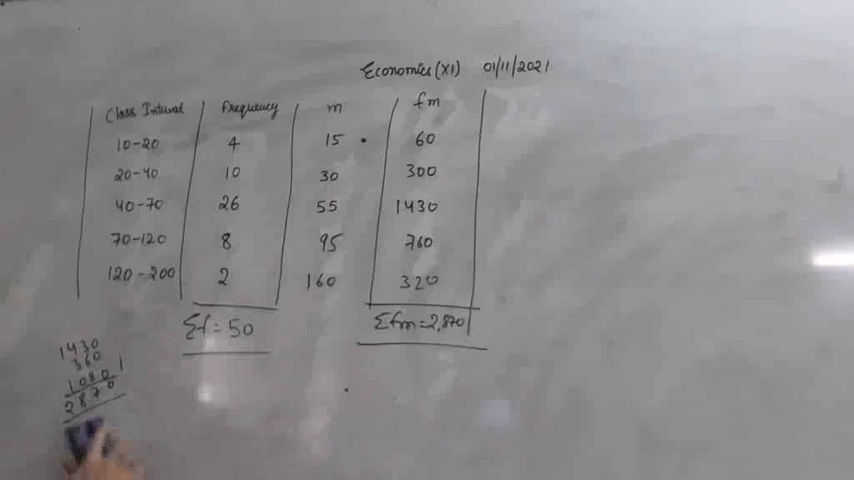 Economics (XI) 01/11/2021
Class Interval Frequency m fm
10-20 4 15 60
20-40 10 30 300
40-70 26 55 1430
70-120 8 95 760
120-200 2 160 320
Σf = 50 Σfm = 2,870
1430
360
1080
2870